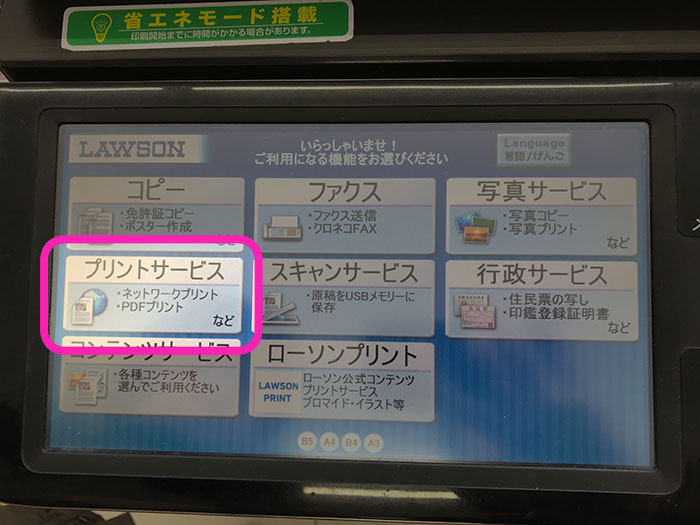 省エネモード搭載
印刷開始までに時間がかかる場合があります。
LAWSON
いらっしゃいませ!
ご利用になる機能をお選びください
Language
言語/げんご
コピー
・免許証コピー
・ポスター作成
など
ファクス
・ファクス送信
・クロネコFAX
写真サービス
・写真コピー
・写真プリント
など
プリントサービス
・ネットワークプリント
・PDFプリント
など
スキャンサービス
・原稿をUSBメモリーに
保存
行政サービス
・住民票の写し
・印鑑登録証明書
など
コンテンツサービス
・各種コンテンツを
選んでご利用ください
ローソンプリント
LAWSON
PRINT
ローソン公式コンテンツ
プリントサービス
ブロマイド・イラスト等
B5 A4 B4 A3